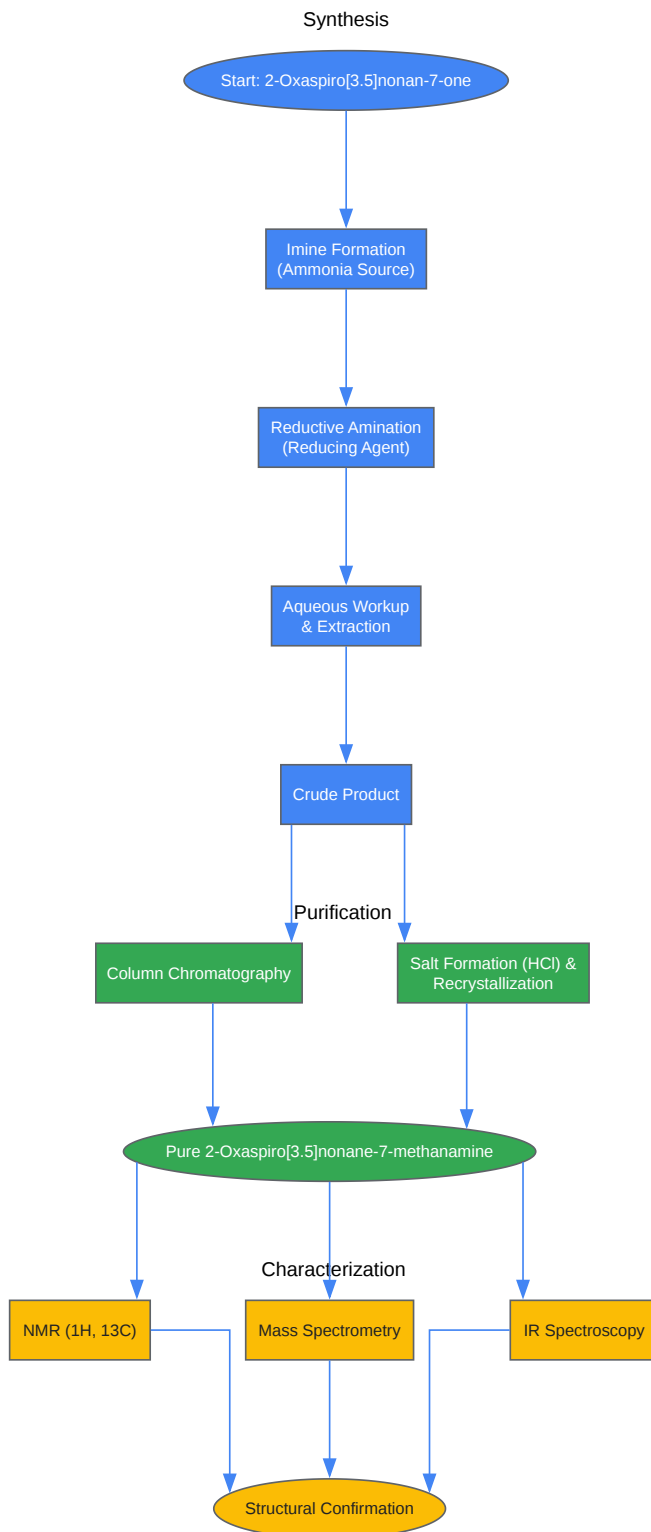 Synthesis
Start: 2-Oxaspiro[3.5]nonan-7-one
Imine Formation
(Ammonia Source)
Reductive Amination
(Reducing Agent)
Aqueous Workup
& Extraction
Crude Product
Purification
Column Chromatography
Salt Formation (HCl) &
Recrystallization
Pure 2-Oxaspiro[3.5]nonane-7-methanamine
Characterization
NMR (1H, 13C)
Mass Spectrometry
IR Spectroscopy
Structural Confirmation